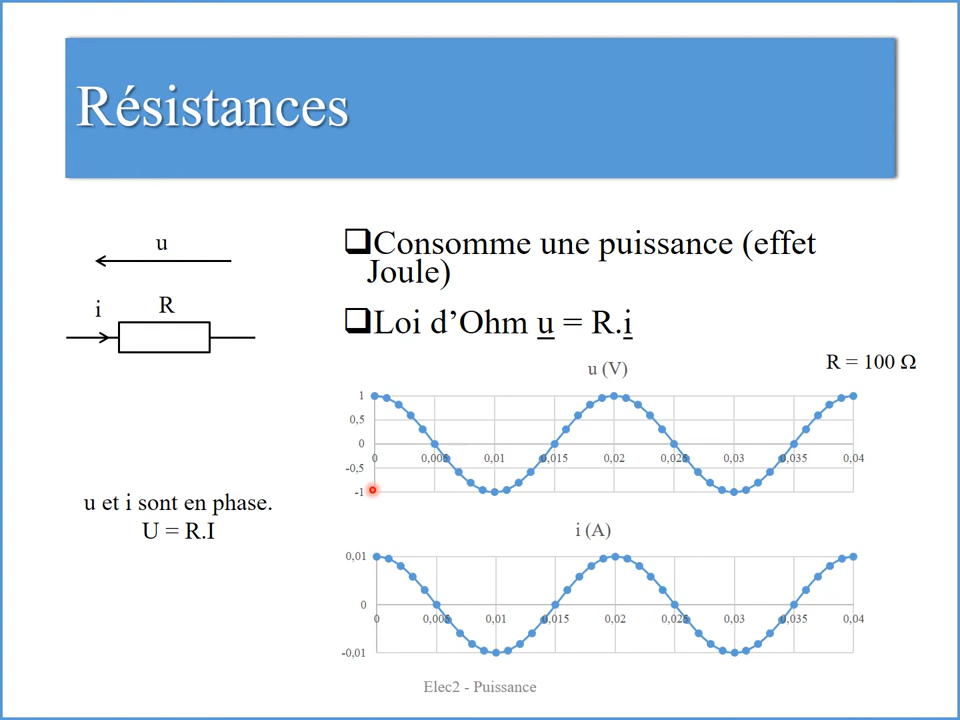 Résistances
u
i
R
❑Consomme une puissance (effet
Joule)
❑Loi d’Ohm u = R.i
R = 100 Ω
u (V)
1
0,5
0
-0,5
-1
0
0,005
0,01
0,015
0,02
0,025
0,03
0,035
0,04
u et i sont en phase.
U = R.I
i (A)
0,01
0
-0,01
0
0,005
0,01
0,015
0,02
0,025
0,03
0,035
0,04
Elec2 - Puissance